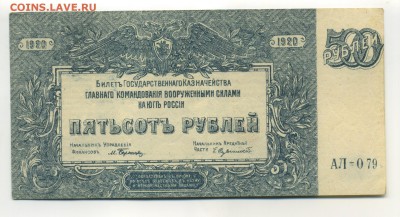 COINS.LAVE.RU
1920 1920
500
РУБЛЕЙ
БИЛЕТЪ ГОСУДАРСТВЕННАГО КАЗНАЧЕЙСТВА
ГЛАВНАГО КОМАНДОВАНІЯ ВООРУЖЕННЫМИ СИЛАМИ
НА ЮГѢ РОССІИ
ПЯТЬСОТЪ РУБЛЕЙ
НАЧАЛЬНИКЪ УПРАВЛЕНІЯ
ФИНАНСОВЪ
НАЧАЛЬНИКЪ КРЕДИТНОЙ
ЧАСТИ
АЛ-079